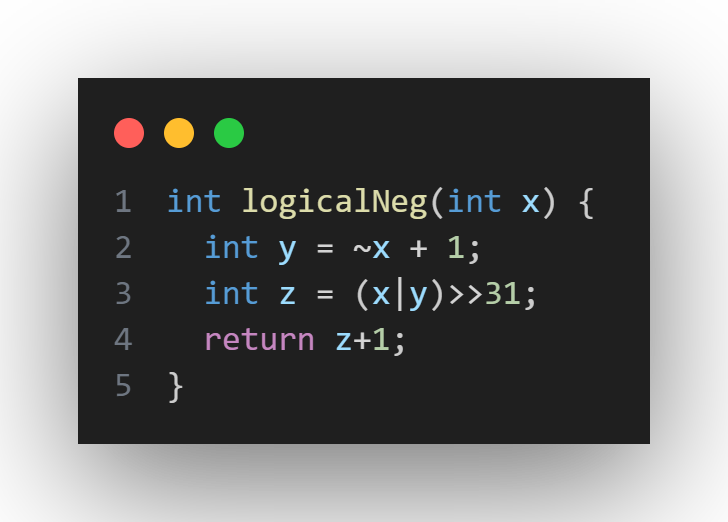 1 int logicalNeg(int x) {
2   int y = ~x + 1;
3   int z = (x|y)>>31;
4   return z+1;
5 }